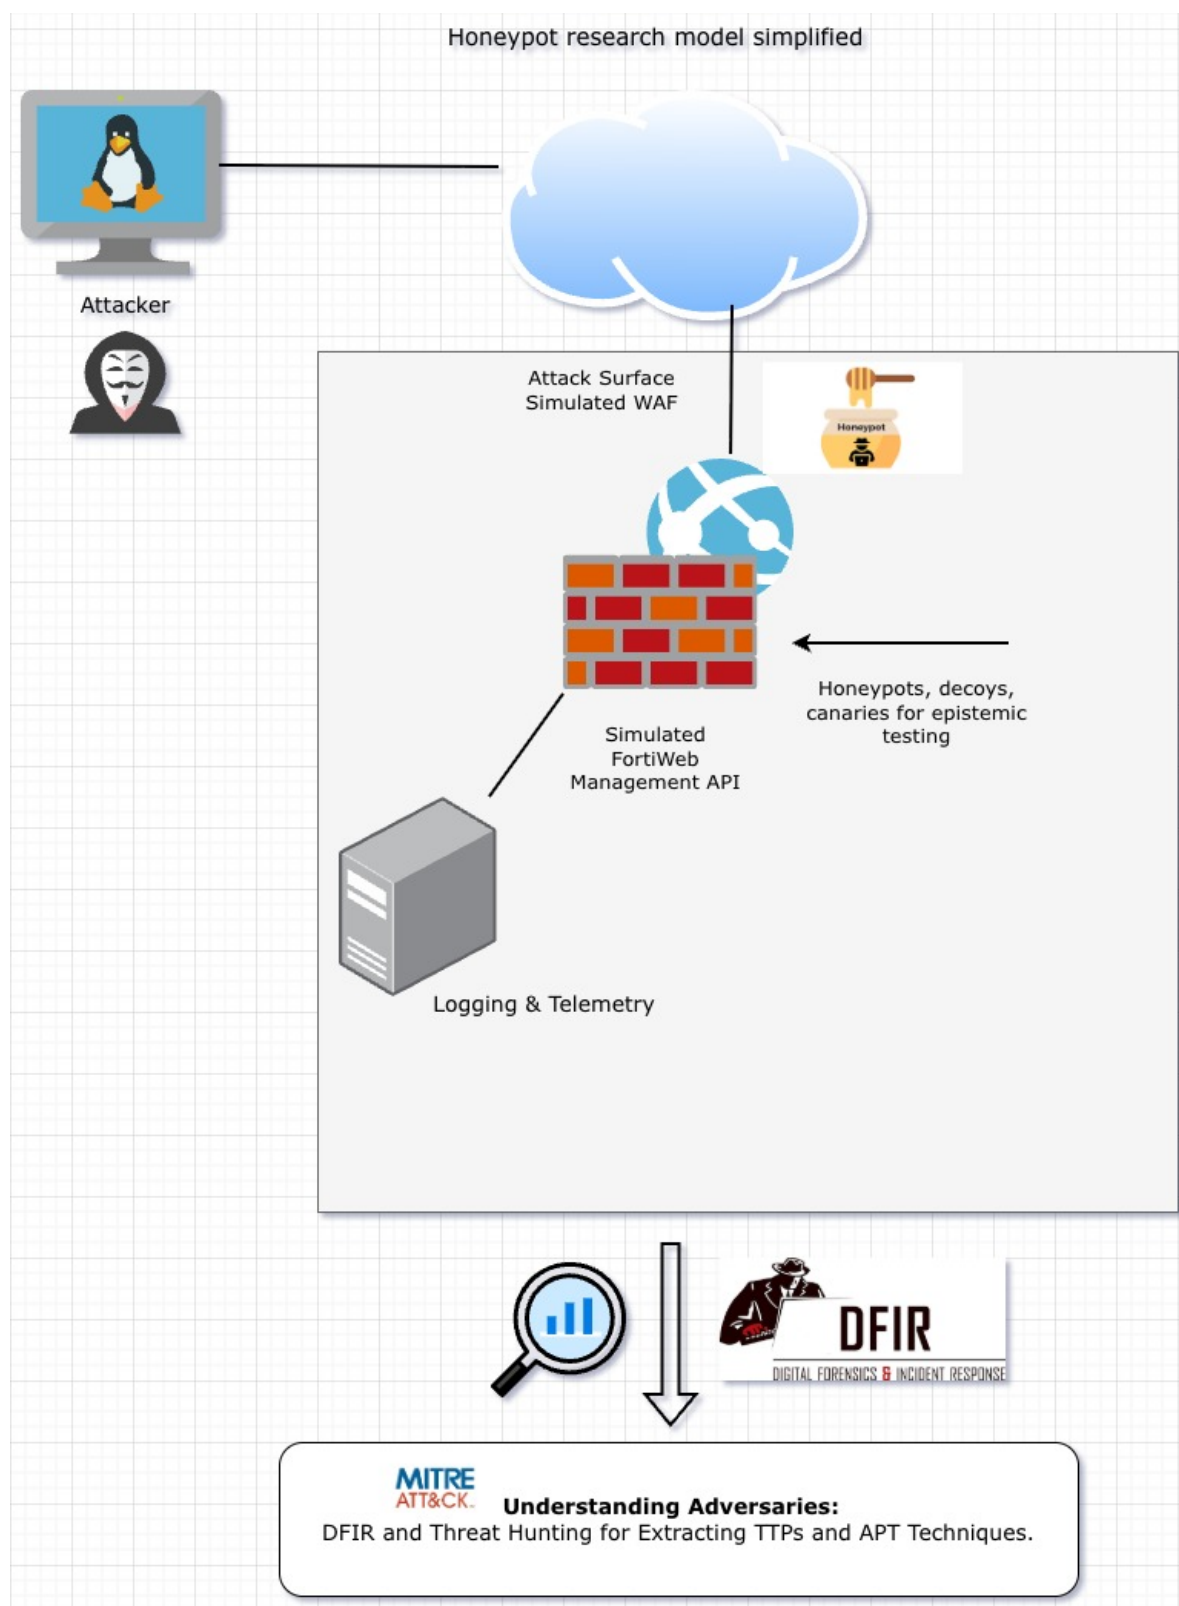 Honeypot research model simplified
Attacker
Attack Surface
Simulated WAF
Honeypot
Honeypots, decoys,
canaries for epistemic
testing
Simulated
FortiWeb
Management API
Logging & Telemetry
DFIR
DIGITAL FORENSICS & INCIDENT RESPONSE
MITRE
ATT&CK™
Understanding Adversaries:
DFIR and Threat Hunting for Extracting TTPs and APT Techniques.